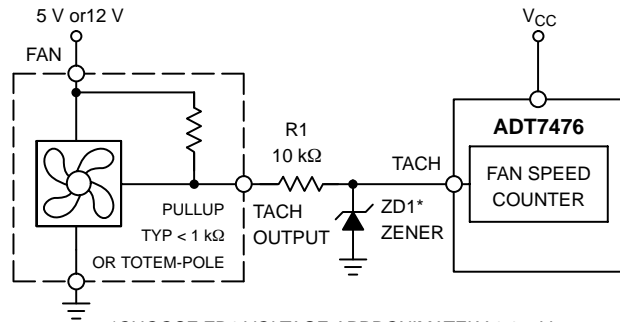 5 V or12 V
VCC
FAN
ADT7476
R1
10 kΩ
TACH
FAN SPEED
COUNTER
PULLUP
TYP < 1 kΩ
OR TOTEM-POLE
TACH
OUTPUT
ZD1*
ZENER